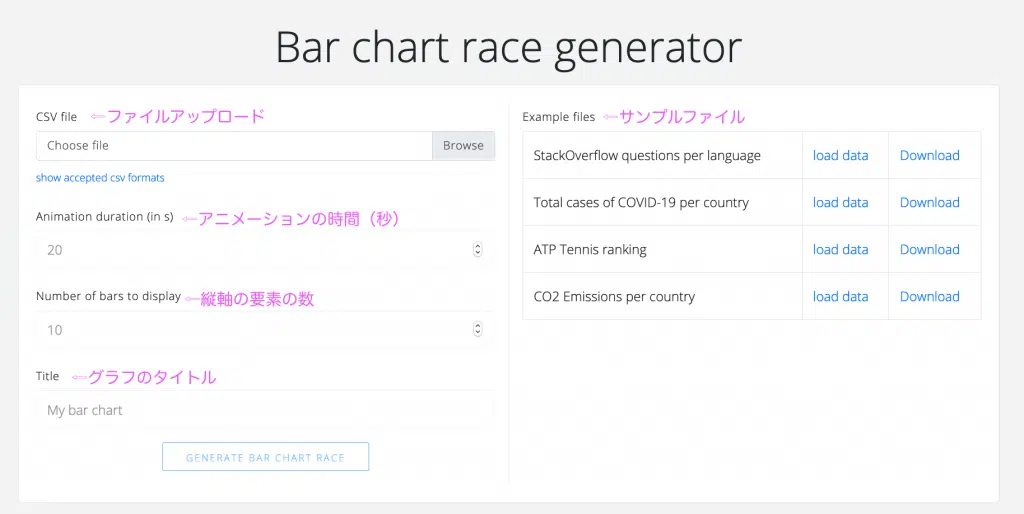 Bar chart race generator
CSV file ⇦ファイルアップロード
Choose file Browse
show accepted csv formats
Animation duration (in s) ⇦アニメーションの時間（秒）
20
Number of bars to display ⇦縦軸の要素の数
10
Title ⇦グラフのタイトル
My bar chart
GENERATE BAR CHART RACE
Example files ⇦サンプルファイル
StackOverflow questions per language load data Download
Total cases of COVID-19 per country load data Download
ATP Tennis ranking load data Download
CO2 Emissions per country load data Download